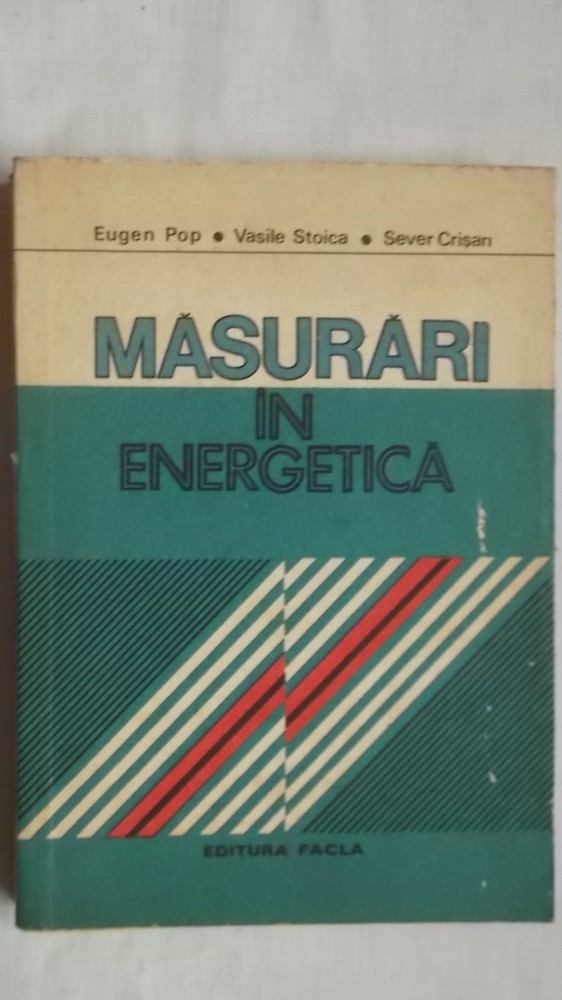 Eugen Pop • Vasile Stoica • Sever Crişan
MĂSURĂRI
ÎN
ENERGETICĂ
EDITURA FACLA